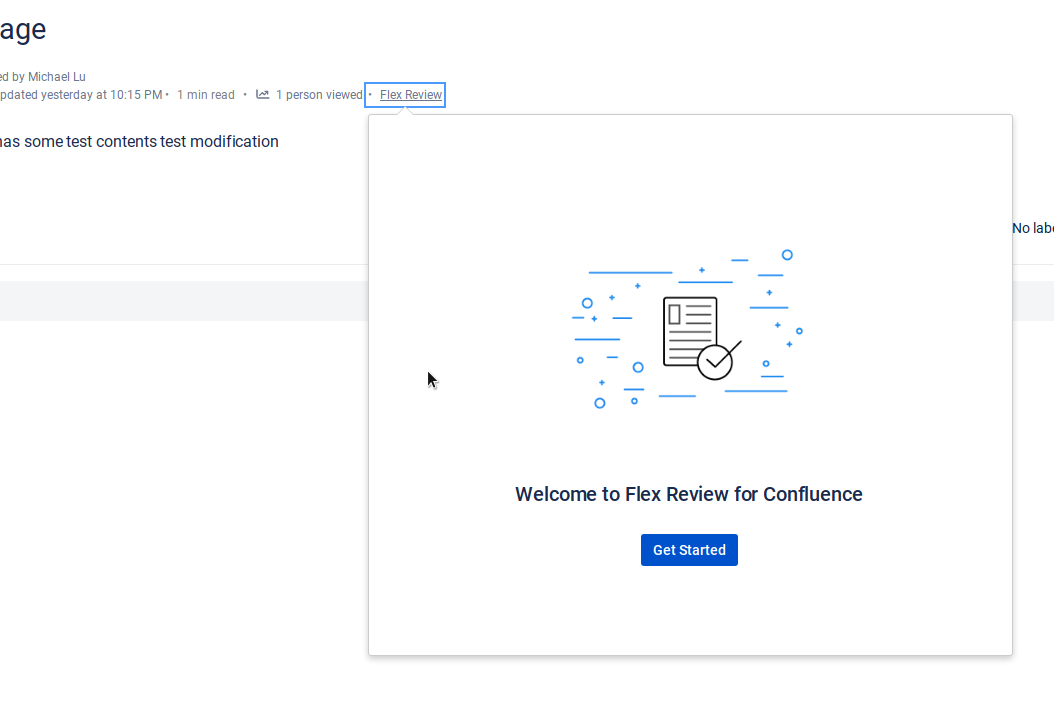 age
ed by Michael Lu
pdated yesterday at 10:15 PM • 1 min read • 1 person viewed • Flex Review
has some test contents test modification
No labe
Welcome to Flex Review for Confluence
Get Started